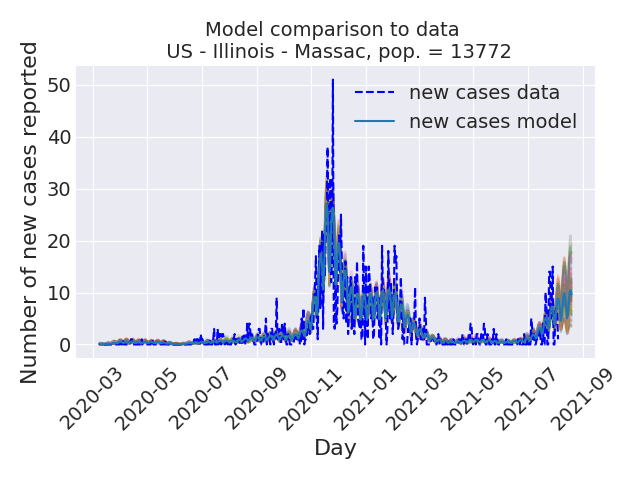 Model comparison to data
US - Illinois - Massac, pop. = 13772
new cases data
new cases model
Number of new cases reported
50
40
30
20
10
0
2020-03
2020-05
2020-07
2020-09
2020-11
2021-01
2021-03
2021-05
2021-07
2021-09
Day